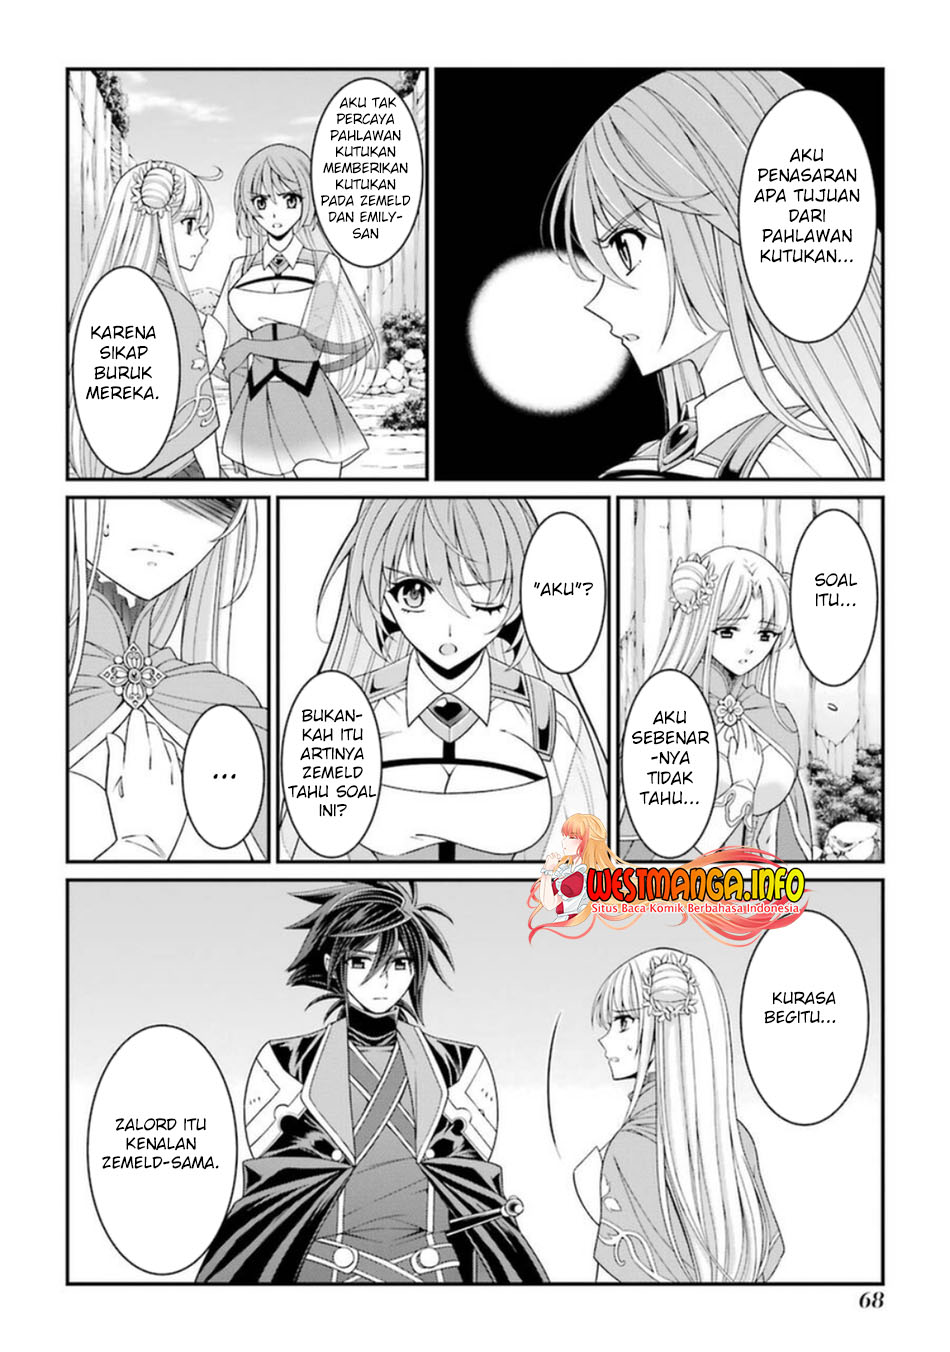 AKU
PENASARAN
APA TUJUAN
DARI
PAHLAWAN
KUTUKAN...
AKU TAK
PERCAYA
PAHLAWAN
KUTUKAN
MEMBERIKAN
KUTUKAN
PADA ZEMELD
DAN EMILY-
SAN
KARENA
SIKAP
BURUK
MEREKA.
SOAL
ITU...
AKU
SEBENAR
-NYA
TIDAK
TAHU...
"AKU"?
BUKAN-
KAH ITU
ARTINYA
ZEMELD
TAHU SOAL
INI?
...
WESTMANGA.INFO
Situs Baca Komik Berbahasa Indonesia
KURASA
BEGITU...
ZALORD ITU
KENALAN
ZEMELD-SAMA.
68